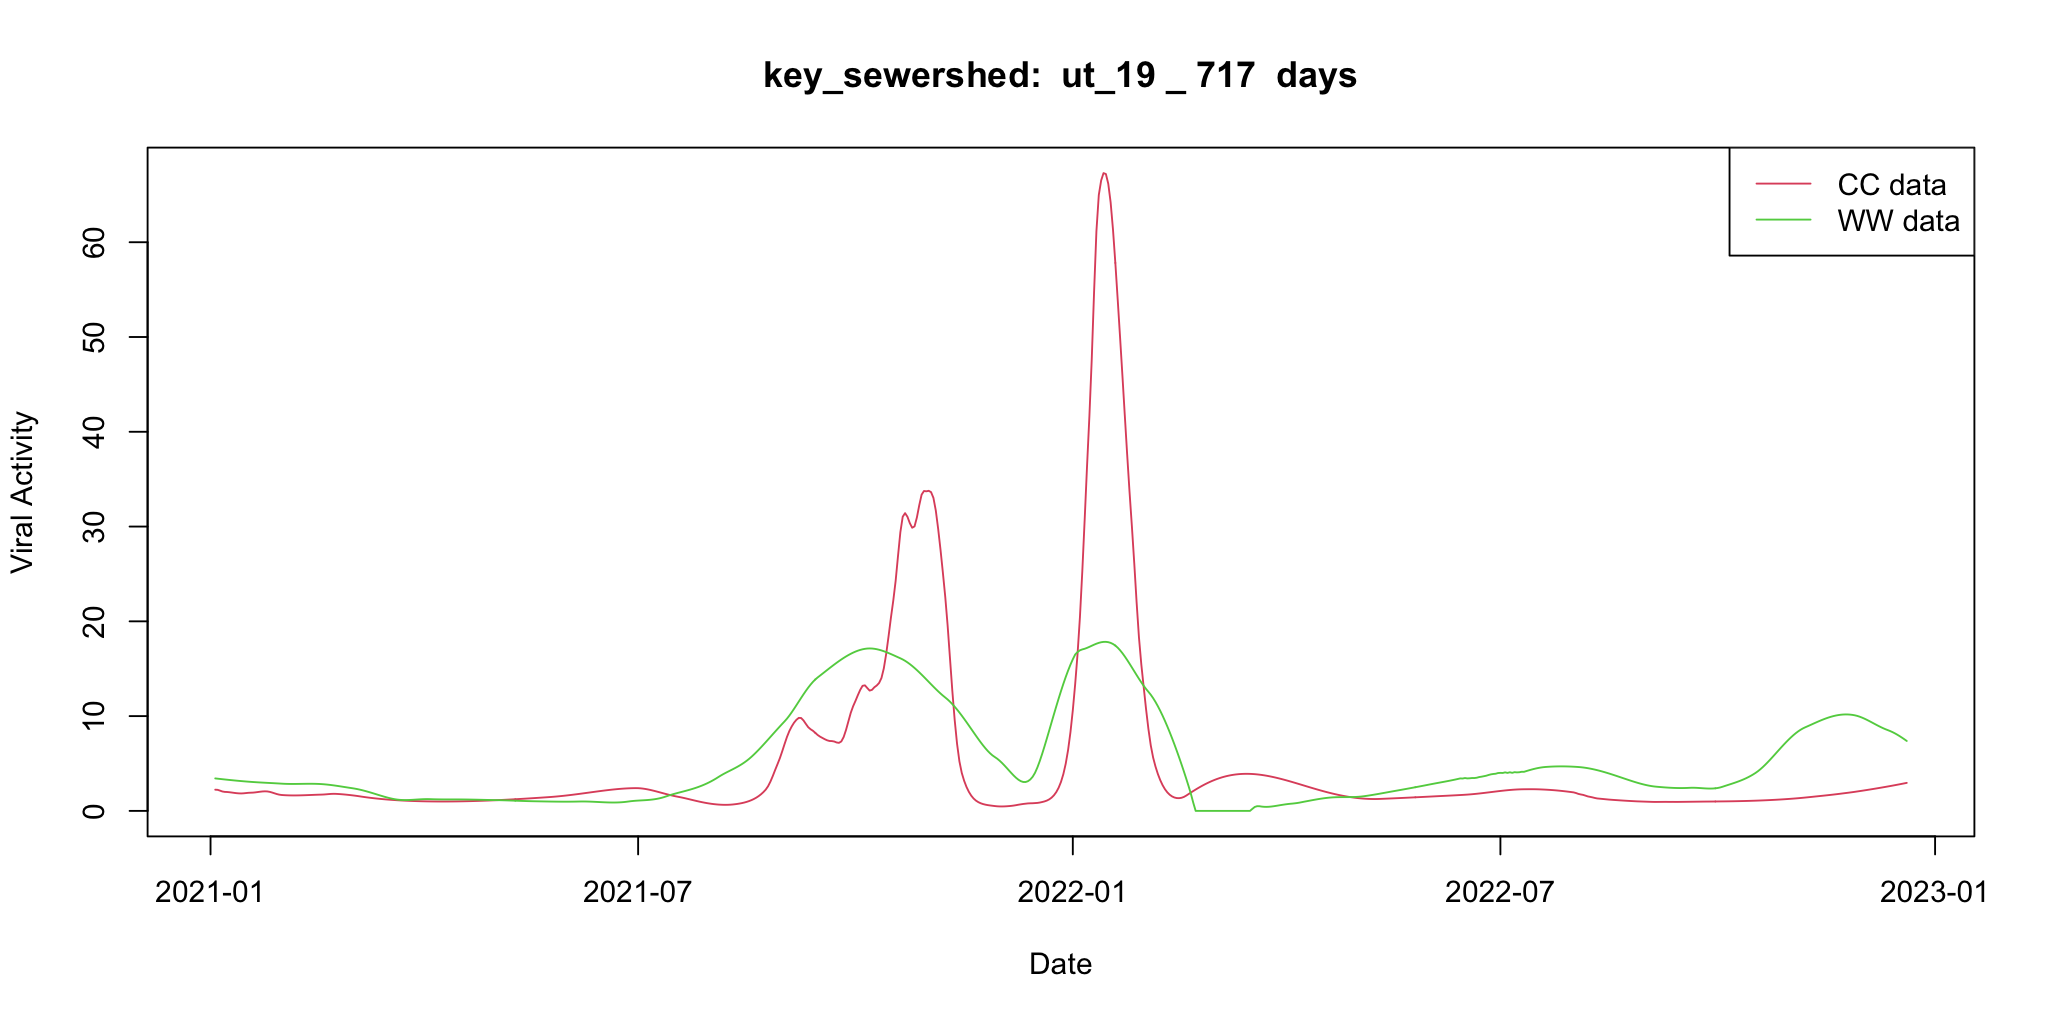 key_sewershed:  ut_19 _ 717  days
CC data
WW data
Viral Activity
60
50
40
30
20
10
0
2021-01
2021-07
2022-01
2022-07
2023-01
Date